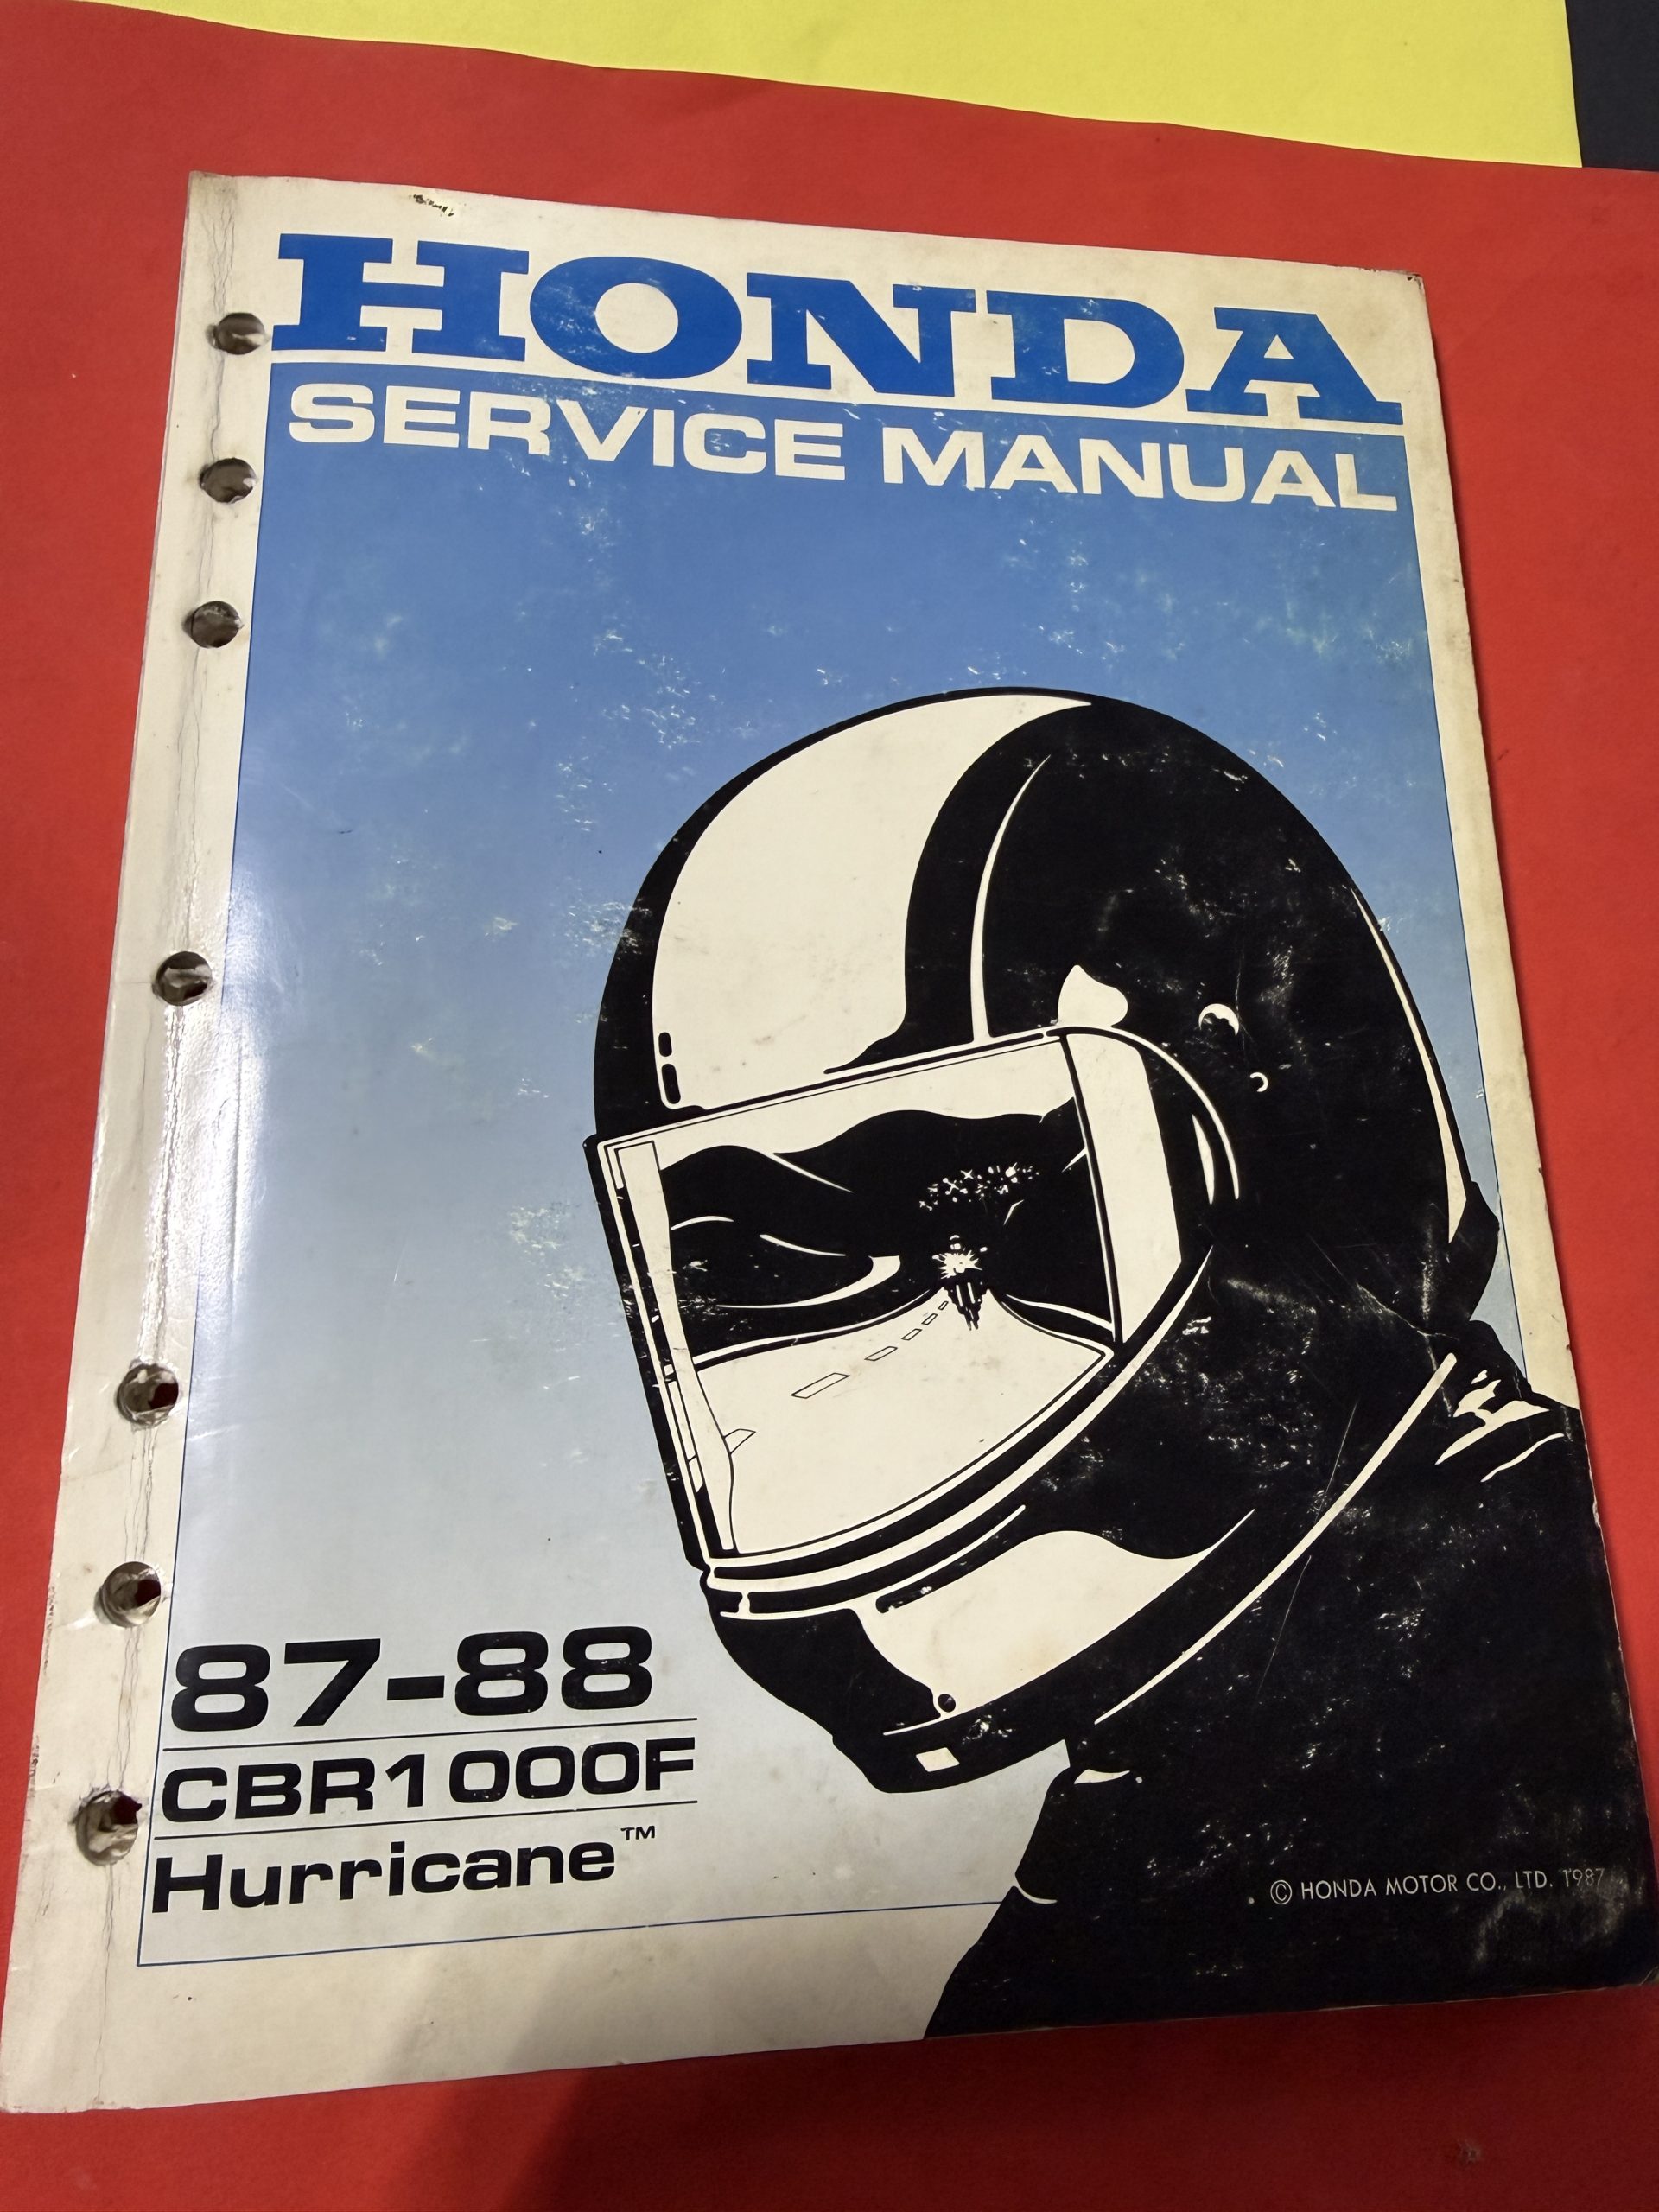 HONDA
SERVICE MANUAL
87-88
CBR1000F
Hurricane™
© HONDA MOTOR CO., LTD. 1987